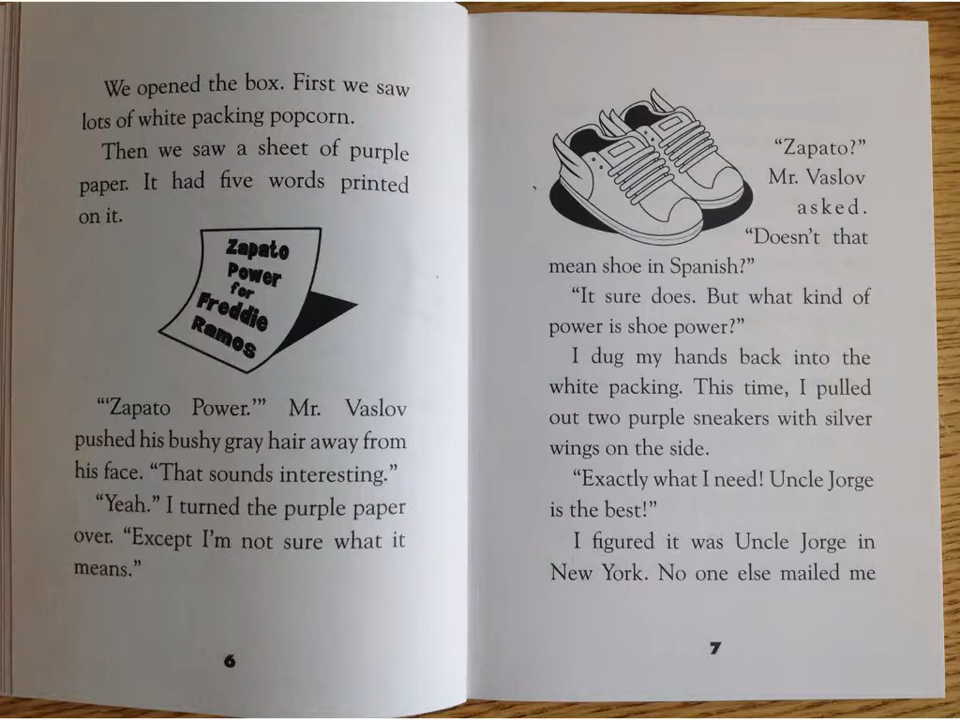 We opened the box. First we saw
lots of white packing popcorn.
Then we saw a sheet of purple
paper. It had five words printed
on it.
Zapato
Power
for
Freddie
Ramos
“‘Zapato Power.’” Mr. Vaslov
pushed his bushy gray hair away from
his face. “That sounds interesting.”
“Yeah.” I turned the purple paper
over. “Except I’m not sure what it
means.”
6
“Zapato?”
Mr. Vaslov
asked.
“Doesn’t that
mean shoe in Spanish?”
“It sure does. But what kind of
power is shoe power?”
I dug my hands back into the
white packing. This time, I pulled
out two purple sneakers with silver
wings on the side.
“Exactly what I need! Uncle Jorge
is the best!”
I figured it was Uncle Jorge in
New York. No one else mailed me
7